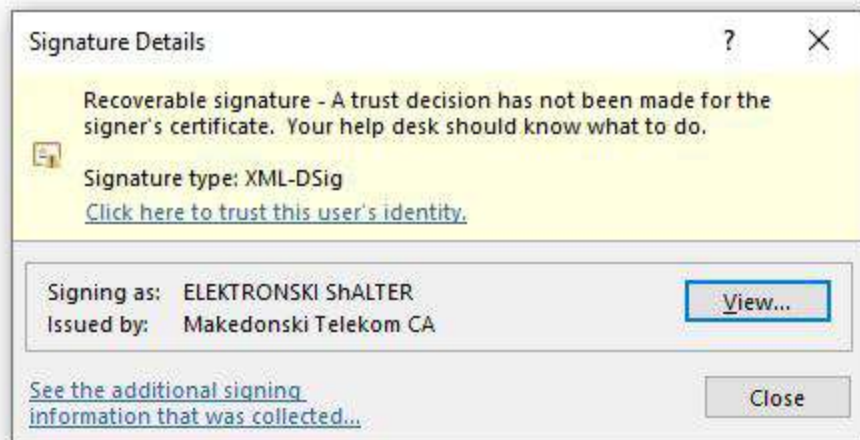 Signature Details
?
Recoverable signature - A trust decision has not been made for the
signer's certificate. Your help desk should know what to do.
Signature type: XML-DSig
Click here to trust this user's identity.
Signing as: ELEKTRONSKI ShALTER
View...
Issued by: Makedonski Telekom CA
See the additional signing
information that was collected...
Close